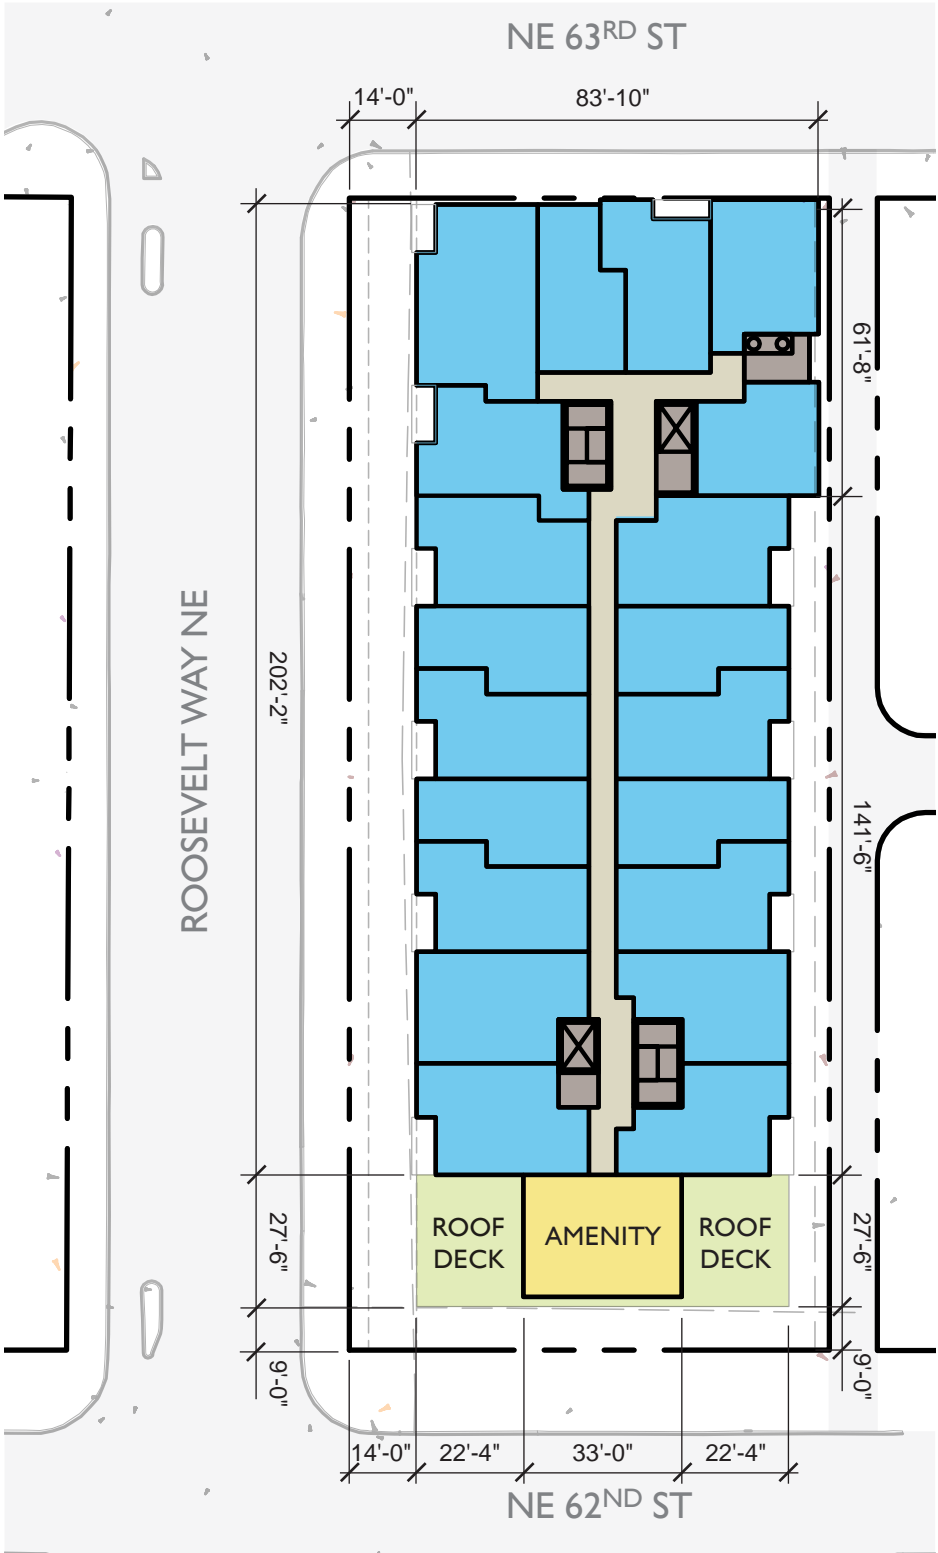 NE 63RD ST
14'-0"
83'-10"
61'-8"
ROOSEVELT WAY NE
202'-2"
141'-6"
ROOF
DECK
AMENITY
ROOF
DECK
27'-6"
27'-6"
9'-0"
9'-0"
14'-0"
22'-4"
33'-0"
22'-4"
NE 62ND ST